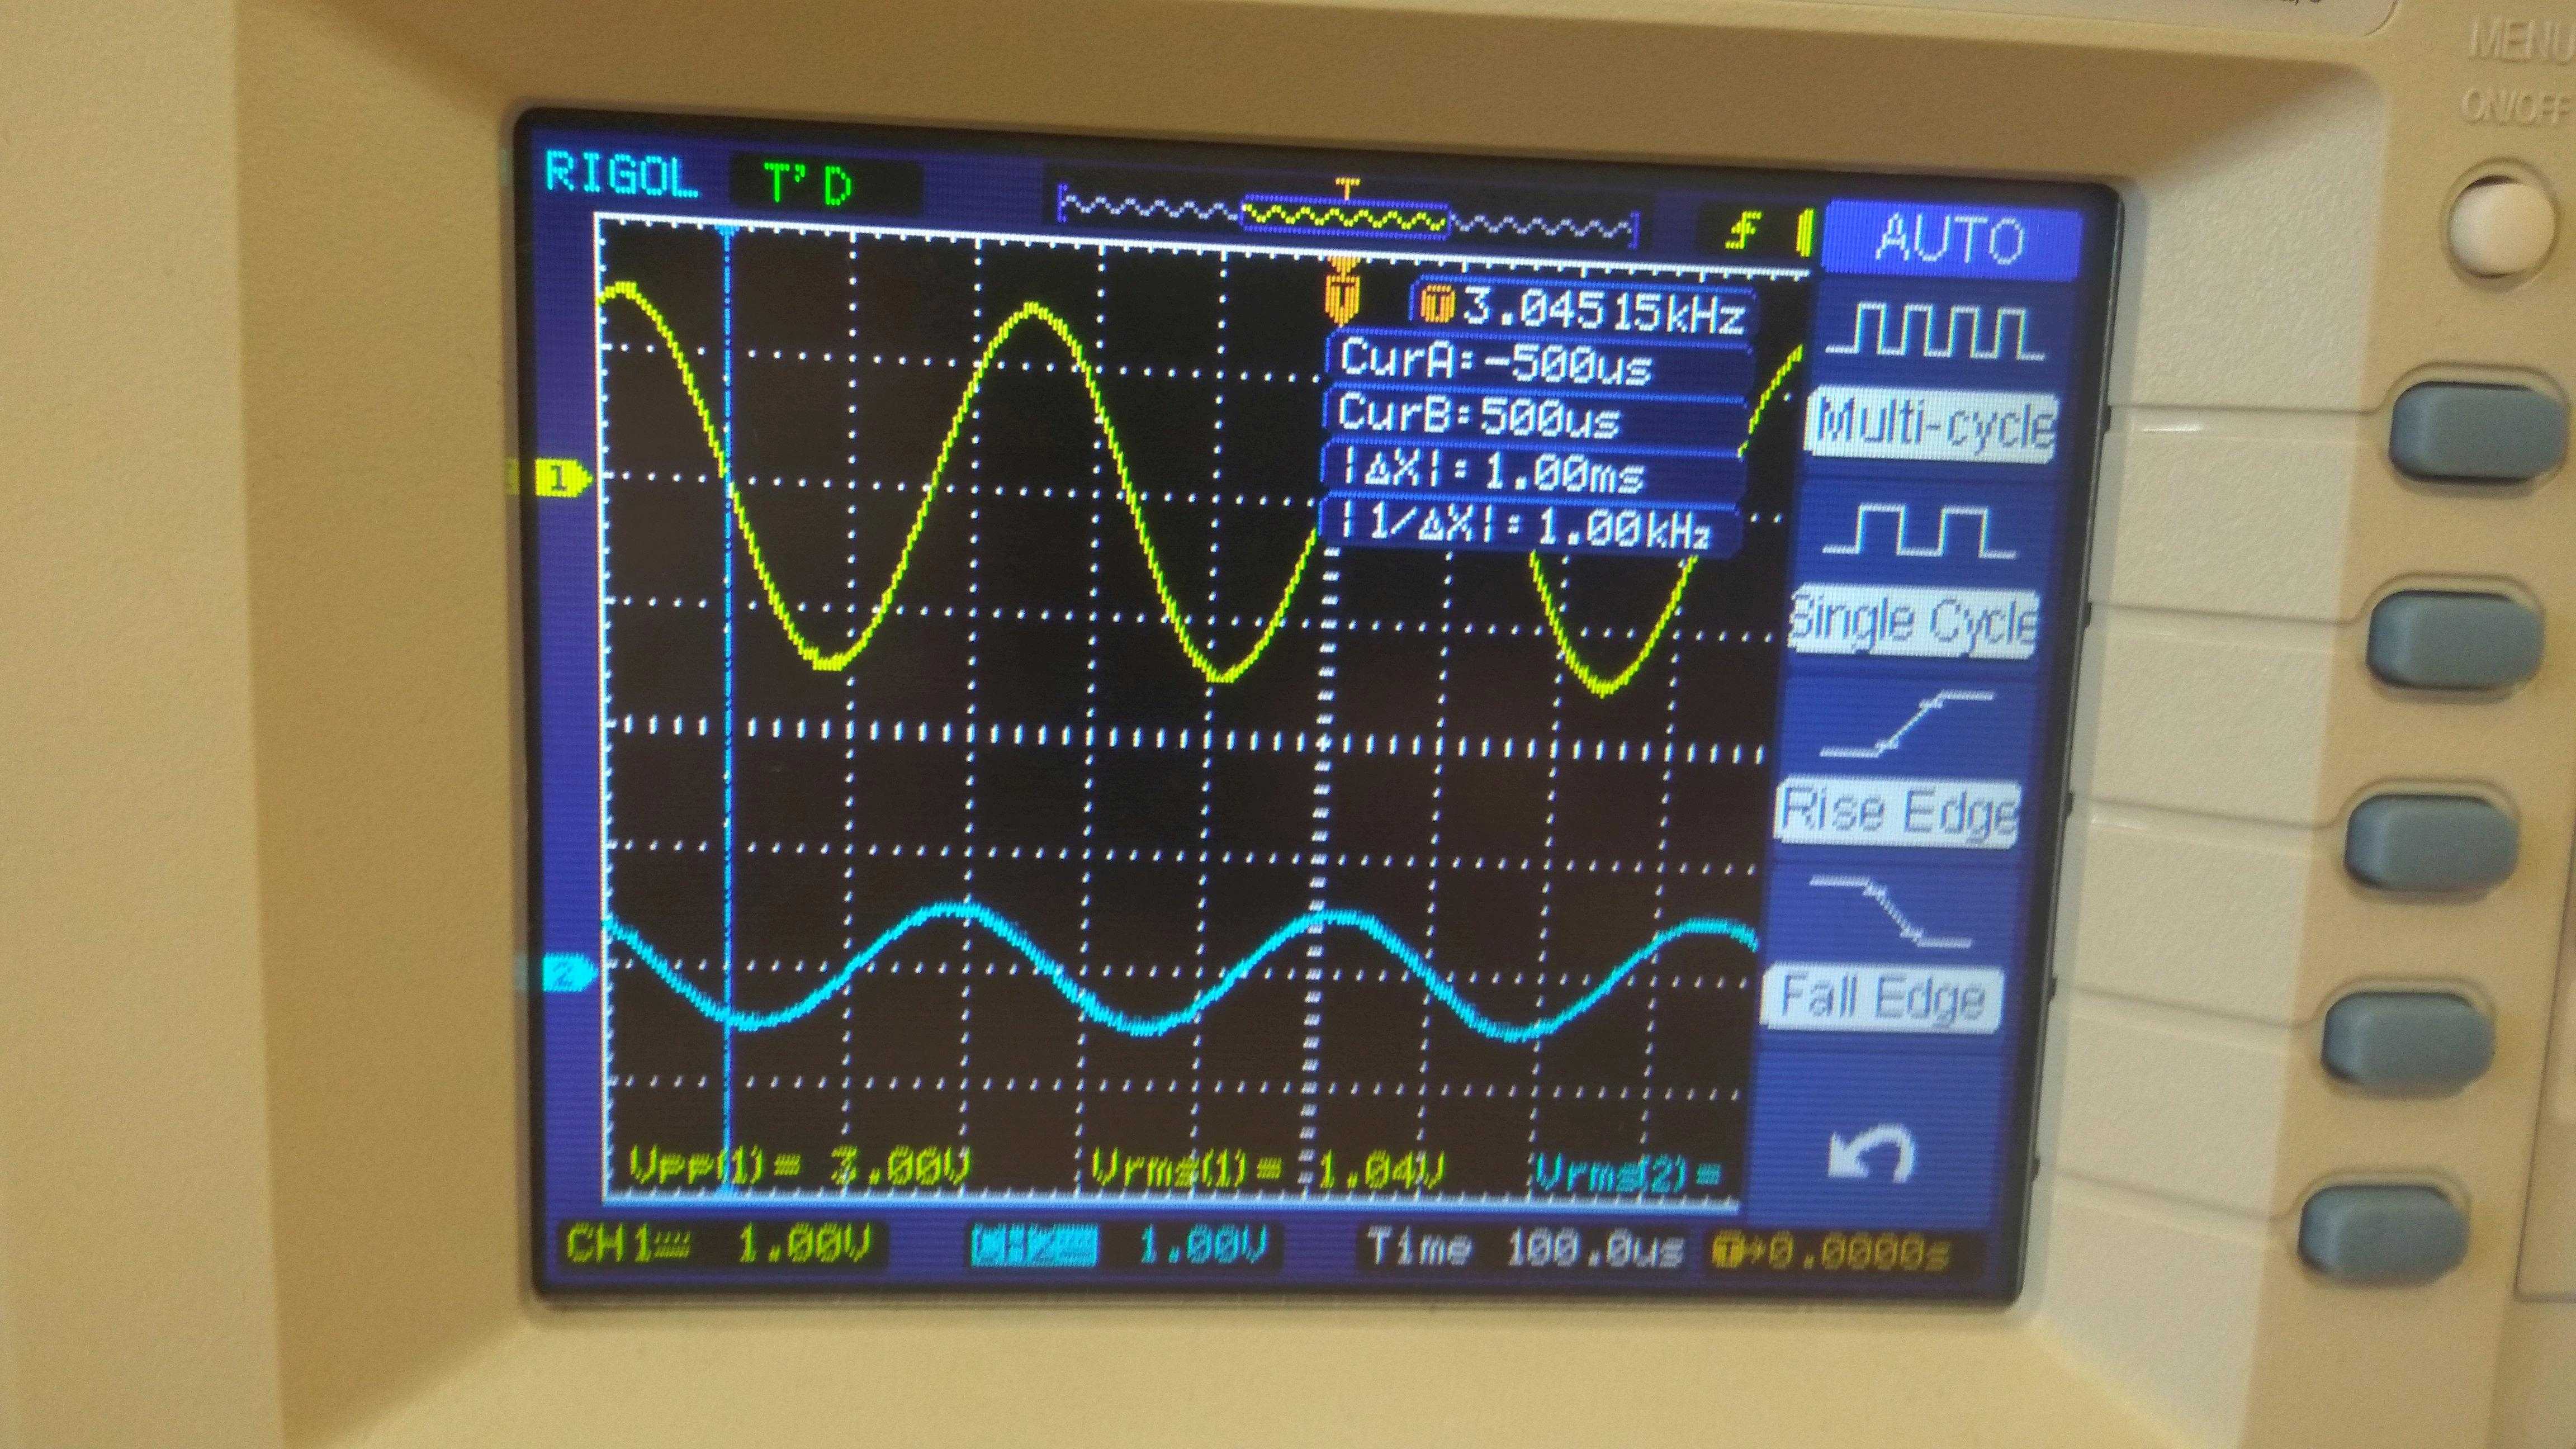 MENU
ON/OFF
RIGOL T'D T
AUTO
T T 3.04515kHz
CurA:-500us
CurB:500us
|ΔX|: 1.00ms
|1/ΔX|: 1.00kHz
Multi-cycle
Single Cycle
Rise Edge
Fall Edge
1
2
Vpp(1)= 3.00V Vrms(1)= 1.04V Vrms(2)=
CH1 1.00V CH2 1.00V Time 100.0us T→0.0000s